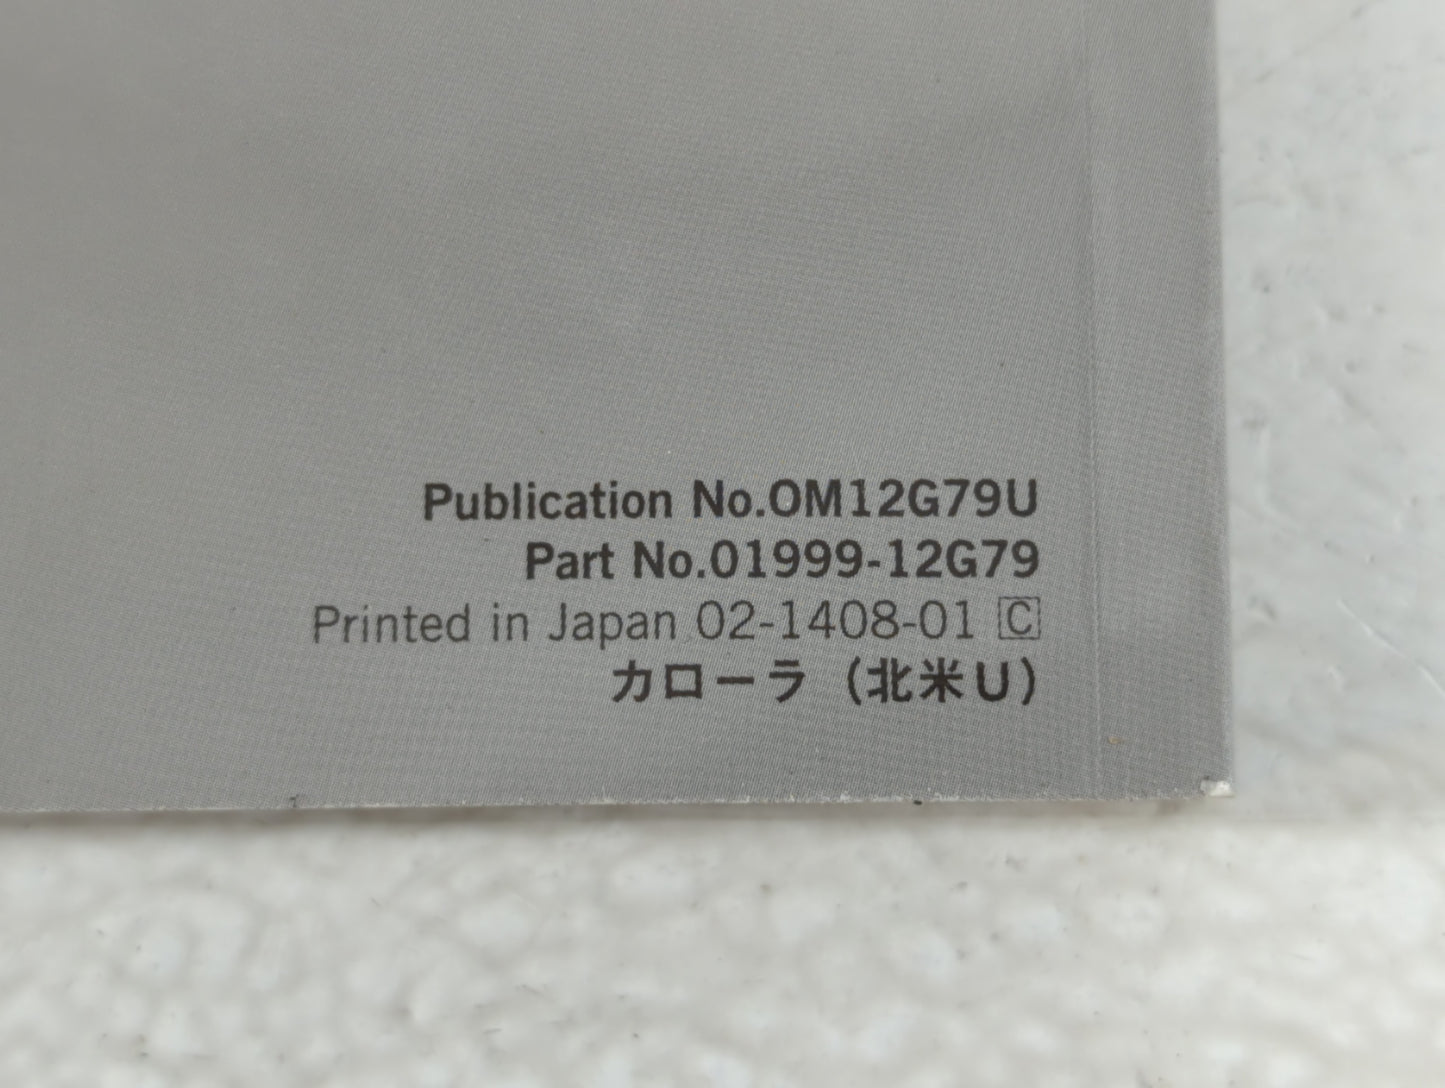 Publication No.OM12G79U
Part No.01999-12G79
Printed in Japan 02-1408-01 C
カローラ（北米U）